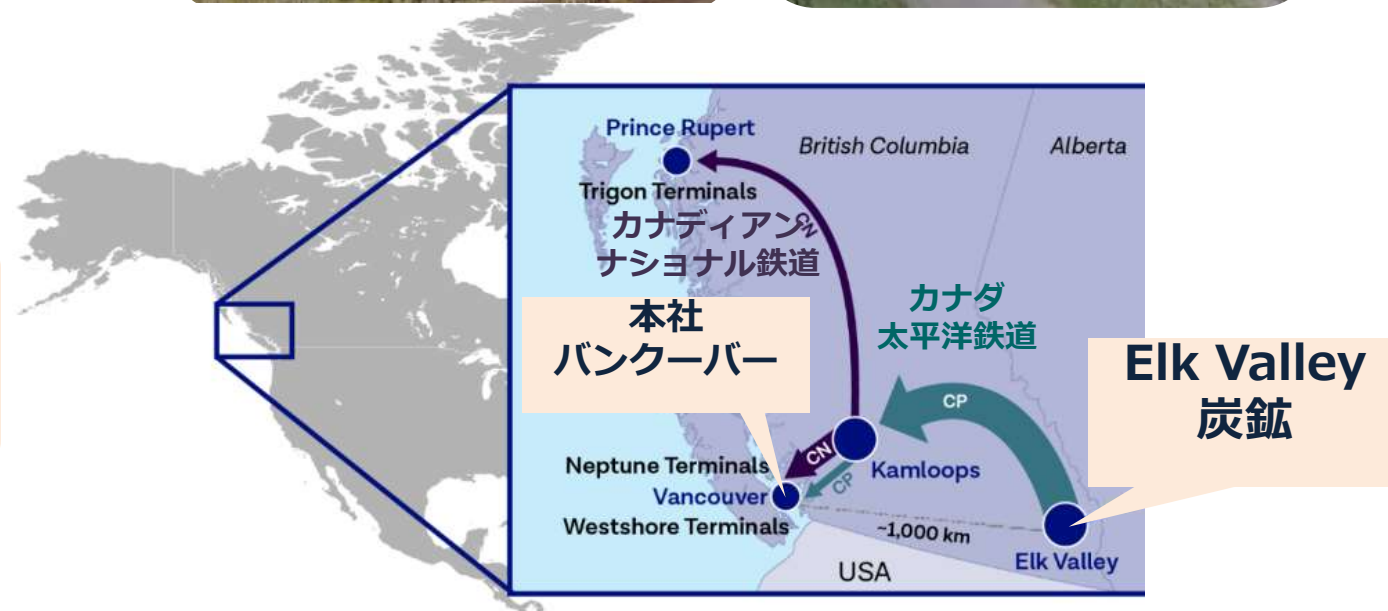 Prince Rupert
British Columbia
Alberta
Trigon Terminals
CN
カナディアン
ナショナル鉄道
カナダ
太平洋鉄道
本社
バンクーバー
Elk Valley
炭鉱
CP
CN
CP
Kamloops
Neptune Terminals
Vancouver
Westshore Terminals
~1,000 km
Elk Valley
USA